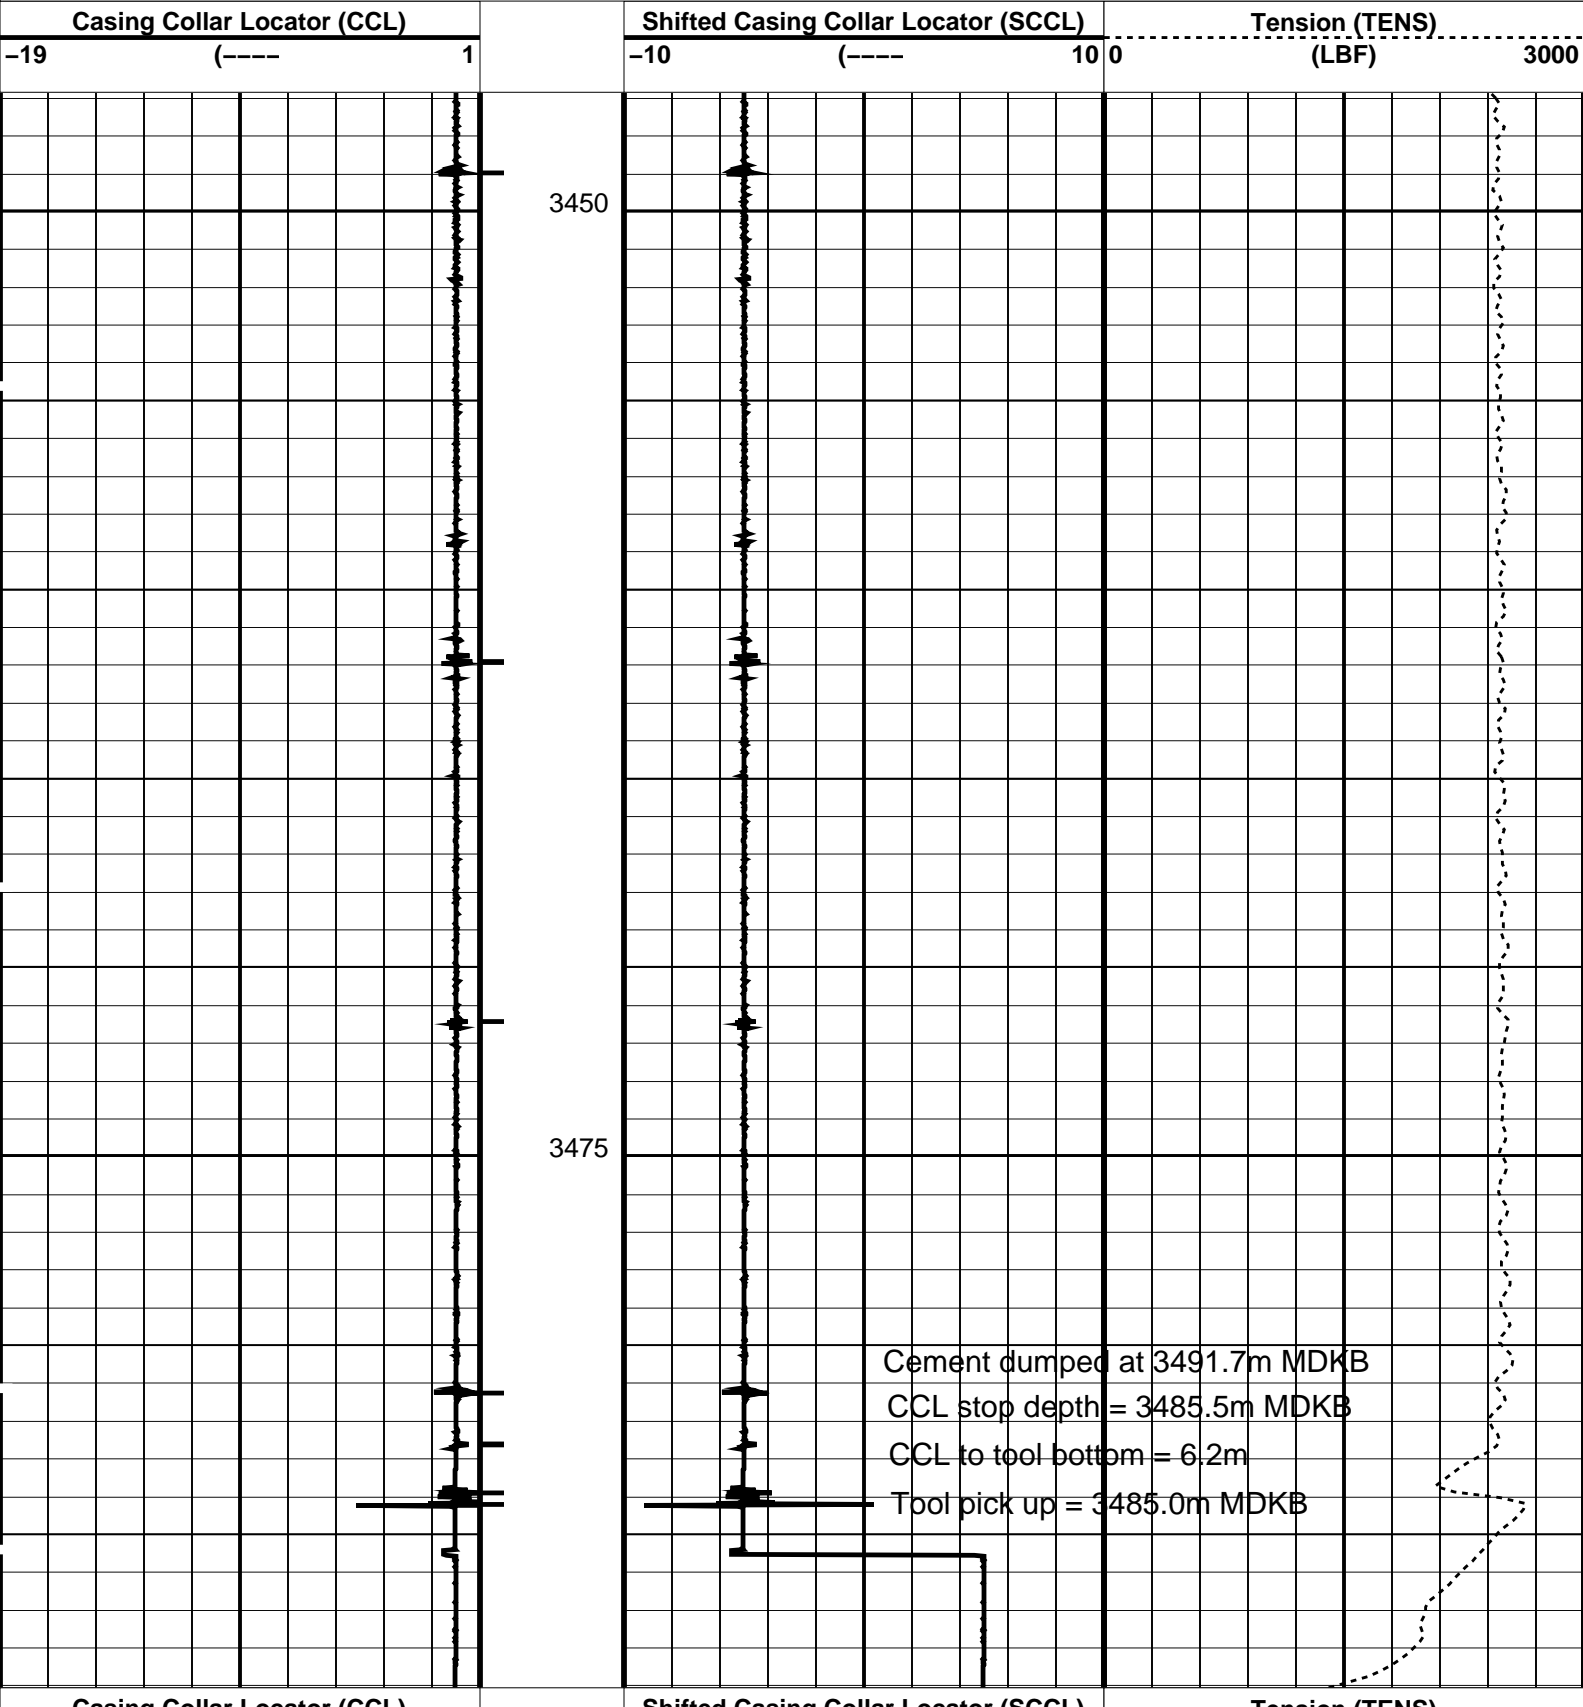 Casing Collar Locator (CCL) Shifted Casing Collar Locator (SCCL) Tension (TENS)
−19 (−−−− 1 −10 (−−−− 10 0 (LBF) 3000
3450
3475
Cement dumped at 3491.7m MDKB
CCL stop depth = 3485.5m MDKB
CCL to tool bottom = 6.2m
Tool pick up = 3485.0m MDKB
Casing Collar Locator (CCL) Shifted Casing Collar Locator (SCCL) Tension (TENS)